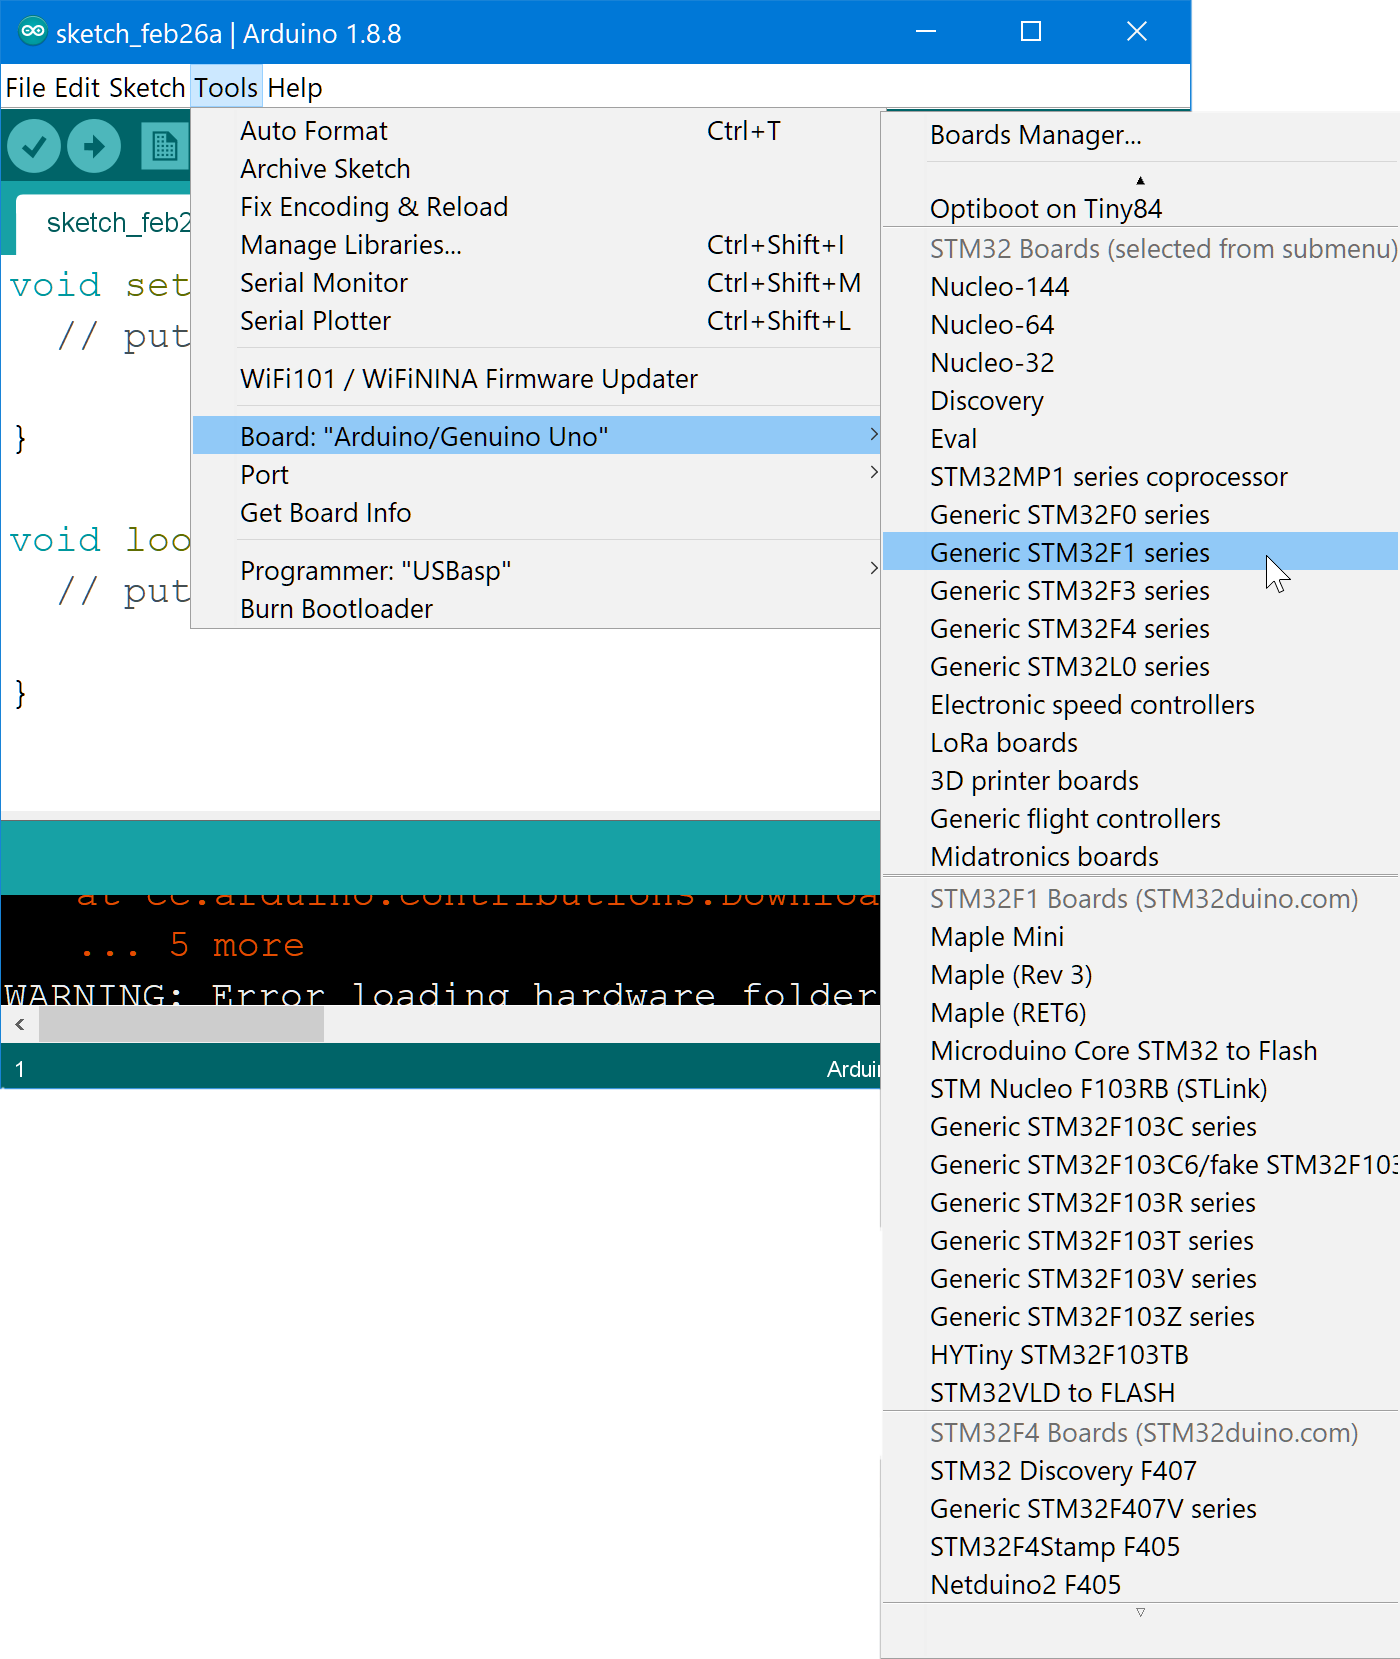 sketch_feb26a | Arduino 1.8.8
File Edit Sketch Tools Help
sketch_feb2
void set
// put
}
void loo
// put
}
Auto Format Ctrl+T
Archive Sketch
Fix Encoding & Reload
Manage Libraries... Ctrl+Shift+I
Serial Monitor Ctrl+Shift+M
Serial Plotter Ctrl+Shift+L
WiFi101 / WiFiNINA Firmware Updater
Board: "Arduino/Genuino Uno"
Port
Get Board Info
Programmer: "USBasp"
Burn Bootloader
Boards Manager...
Optiboot on Tiny84
STM32 Boards (selected from submenu)
Nucleo-144
Nucleo-64
Nucleo-32
Discovery
Eval
STM32MP1 series coprocessor
Generic STM32F0 series
Generic STM32F1 series
Generic STM32F3 series
Generic STM32F4 series
Generic STM32L0 series
Electronic speed controllers
LoRa boards
3D printer boards
Generic flight controllers
Midatronics boards
STM32F1 Boards (STM32duino.com)
Maple Mini
Maple (Rev 3)
Maple (RET6)
Microduino Core STM32 to Flash
STM Nucleo F103RB (STLink)
Generic STM32F103C series
Generic STM32F103C6/fake STM32F103
Generic STM32F103R series
Generic STM32F103T series
Generic STM32F103V series
Generic STM32F103Z series
HYTiny STM32F103TB
STM32VLD to FLASH
STM32F4 Boards (STM32duino.com)
STM32 Discovery F407
Generic STM32F407V series
STM32F4Stamp F405
Netduino2 F405
at cc.arduino.contributions.Downloa
... 5 more
WARNING: Error loading hardware folder
1 Ardui